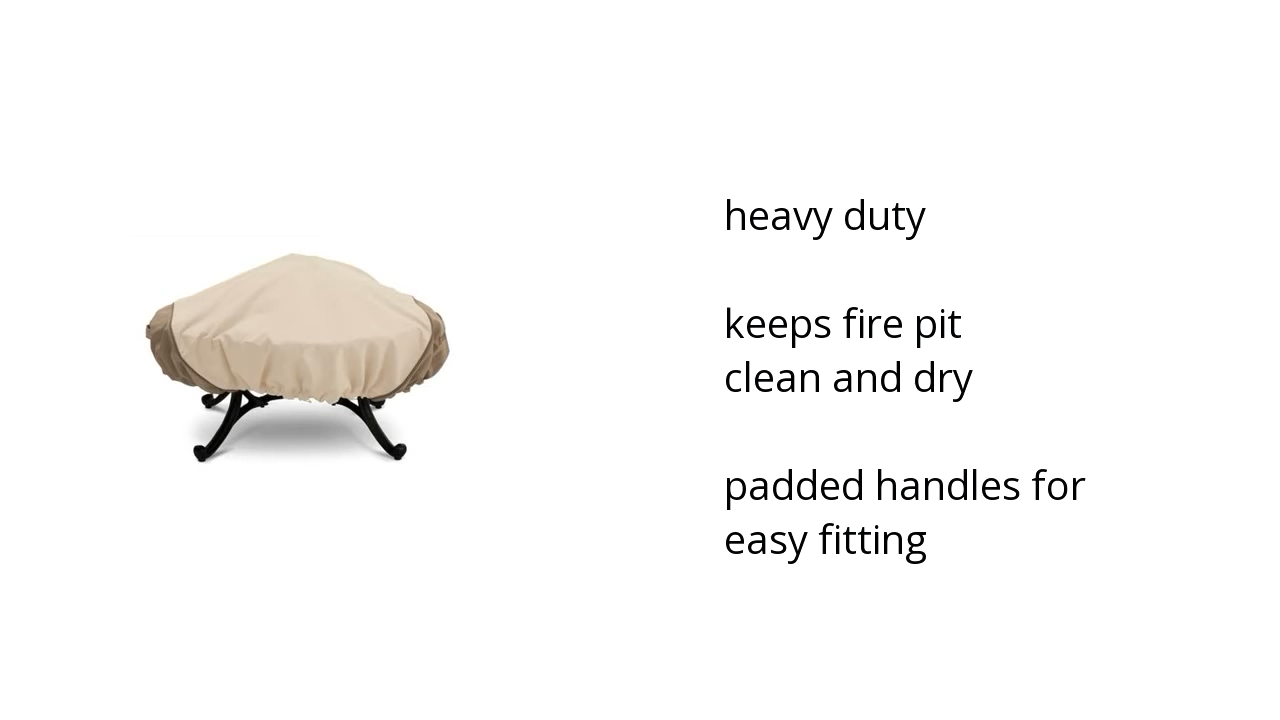 heavy duty
keeps fire pit
clean and dry
padded handles for
easy fitting